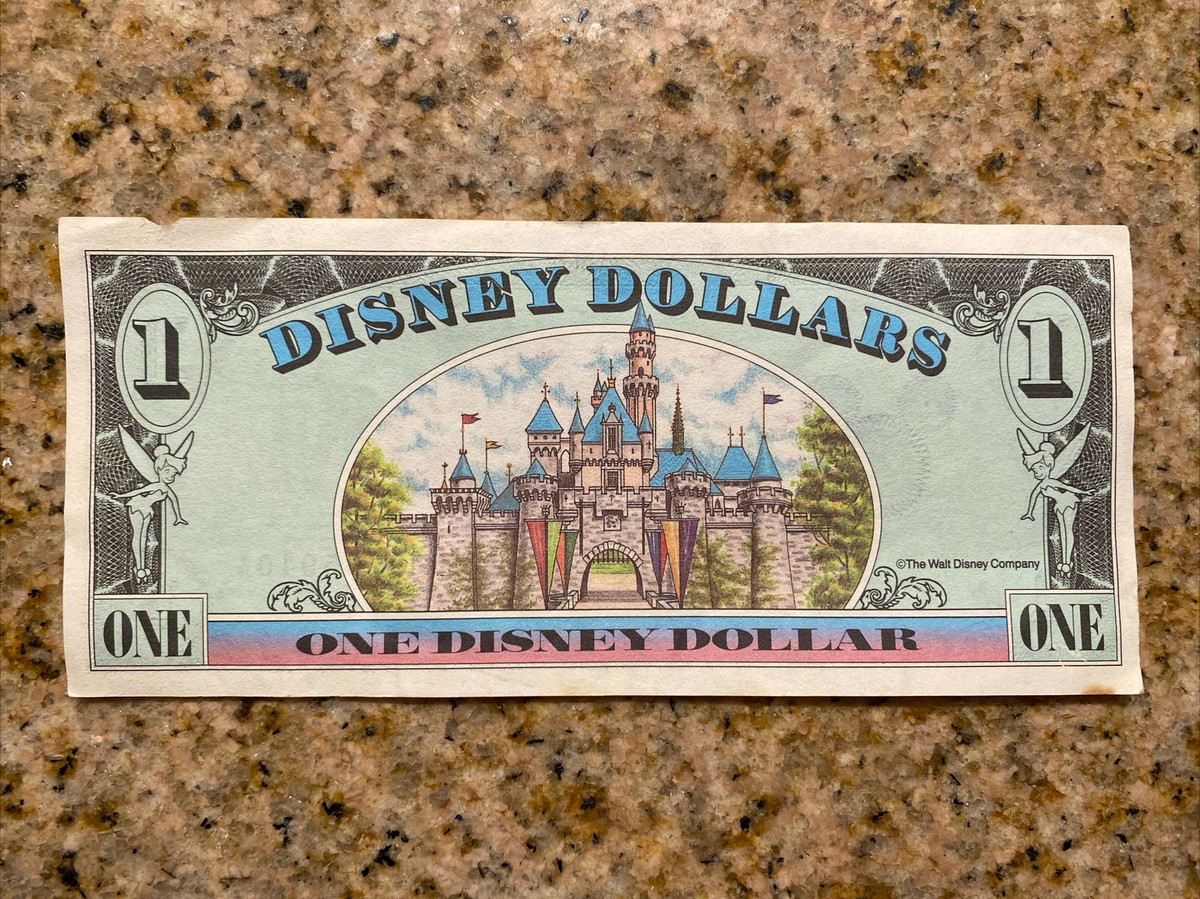 DISNEY DOLLARS
1
1
©The Walt Disney Company
ONE
ONE DISNEY DOLLAR
ONE